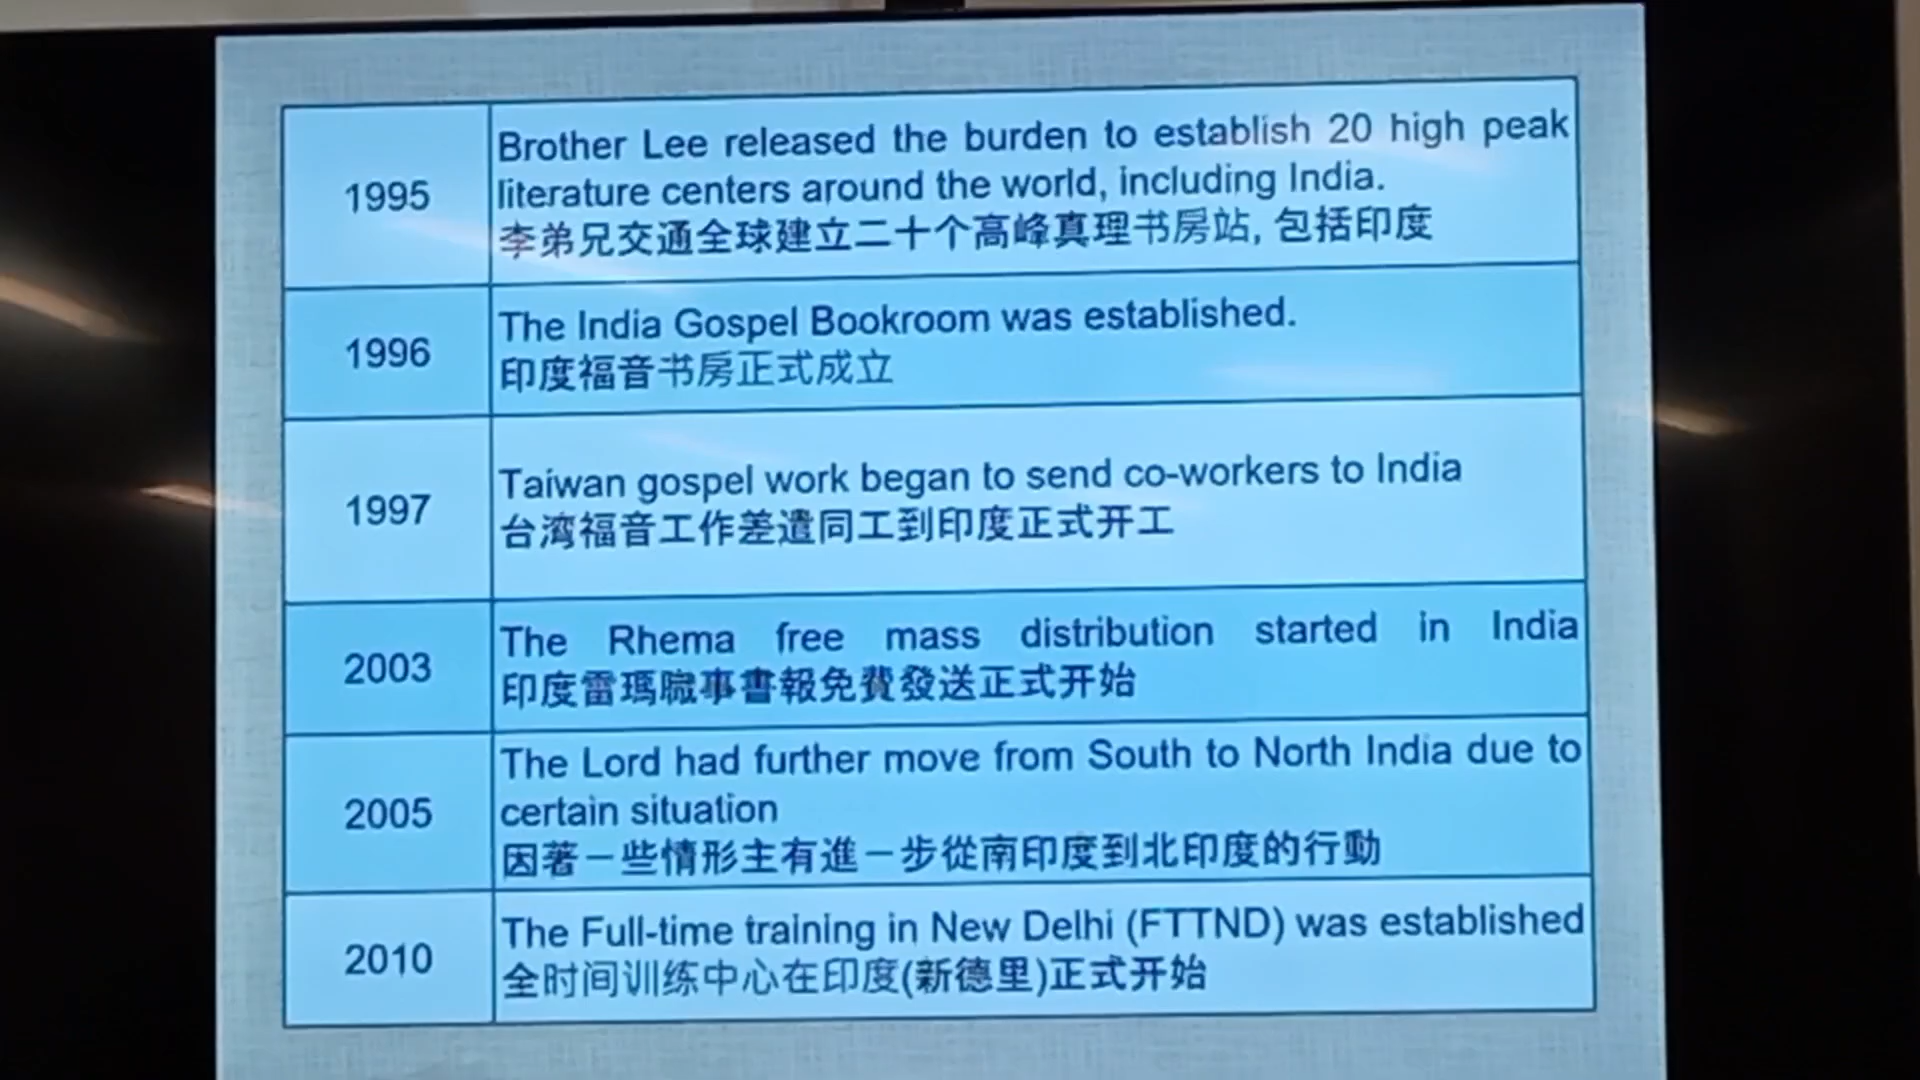 1995
Brother Lee released the burden to establish 20 high peak
literature centers around the world, including India.
李弟兄交通全球建立二十个高峰真理书房站, 包括印度
1996
The India Gospel Bookroom was established.
印度福音书房正式成立
1997
Taiwan gospel work began to send co-workers to India
台湾福音工作差遣同工到印度正式开工
2003
The Rhema free mass distribution started in India
印度雷瑪職事書報免費發送正式开始
2005
The Lord had further move from South to North India due to
certain situation
因著一些情形主有進一步從南印度到北印度的行動
2010
The Full-time training in New Delhi (FTTND) was established
全时间训练中心在印度(新德里)正式开始